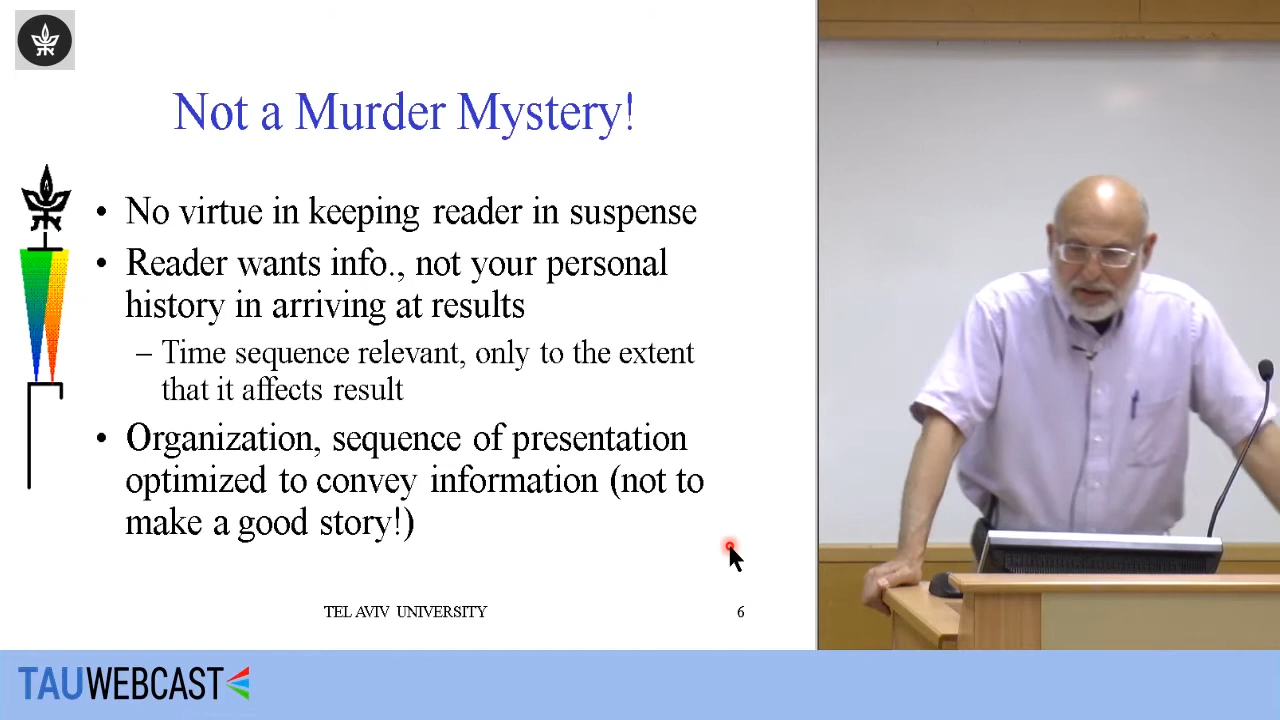 Not a Murder Mystery!
• No virtue in keeping reader in suspense
• Reader wants info., not your personal
history in arriving at results
– Time sequence relevant, only to the extent
that it affects result
• Organization, sequence of presentation
optimized to convey information (not to
make a good story!)
TEL AVIV UNIVERSITY
6
TAUWEBCAST